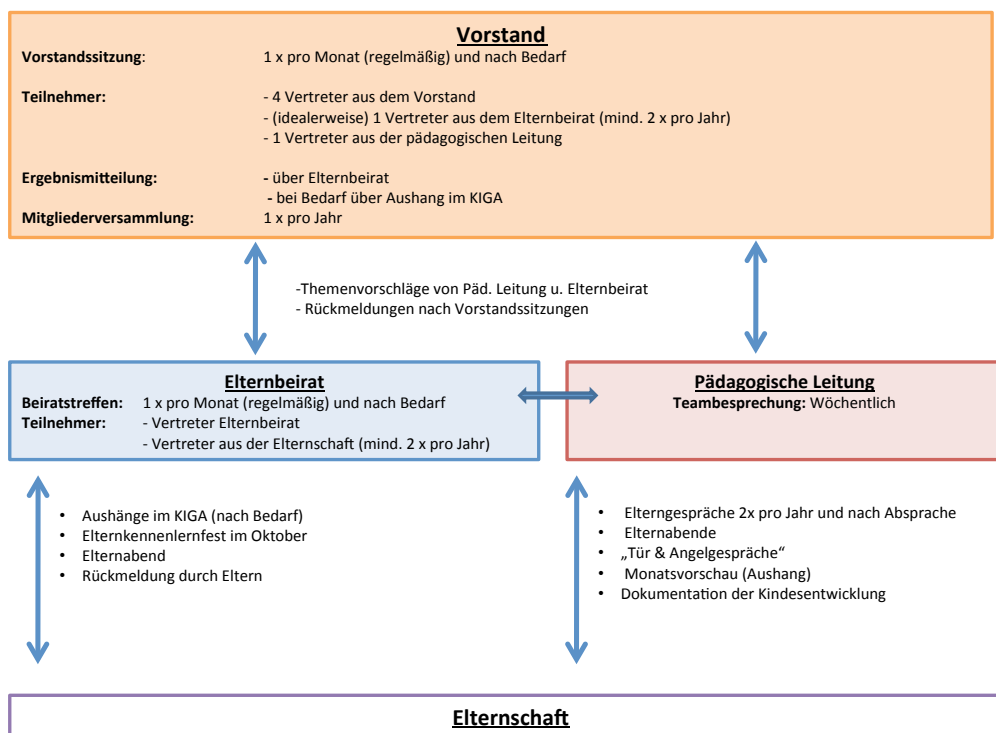 Vorstand
Vorstandssitzung: 1 x pro Monat (regelmäßig) und nach Bedarf
Teilnehmer: - 4 Vertreter aus dem Vorstand
- (idealerweise) 1 Vertreter aus dem Elternbeirat (mind. 2 x pro Jahr)
- 1 Vertreter aus der pädagogischen Leitung
Ergebnismitteilung: - über Elternbeirat
- bei Bedarf über Aushang im KIGA
Mitgliederversammlung: 1 x pro Jahr
-Themenvorschläge von Päd. Leitung u. Elternbeirat
- Rückmeldungen nach Vorstandssitzungen
Elternbeirat
Beiratstreffen: 1 x pro Monat (regelmäßig) und nach Bedarf
Teilnehmer: - Vertreter Elternbeirat
- Vertreter aus der Elternschaft (mind. 2 x pro Jahr)
Pädagogische Leitung
Teambesprechung: Wöchentlich
• Aushänge im KIGA (nach Bedarf)
• Elternkennenlernfest im Oktober
• Elternabend
• Rückmeldung durch Eltern
• Elterngespräche 2x pro Jahr und nach Absprache
• Elternabende
• „Tür & Angelgespräche“
• Monatsvorschau (Aushang)
• Dokumentation der Kindesentwicklung
Elternschaft